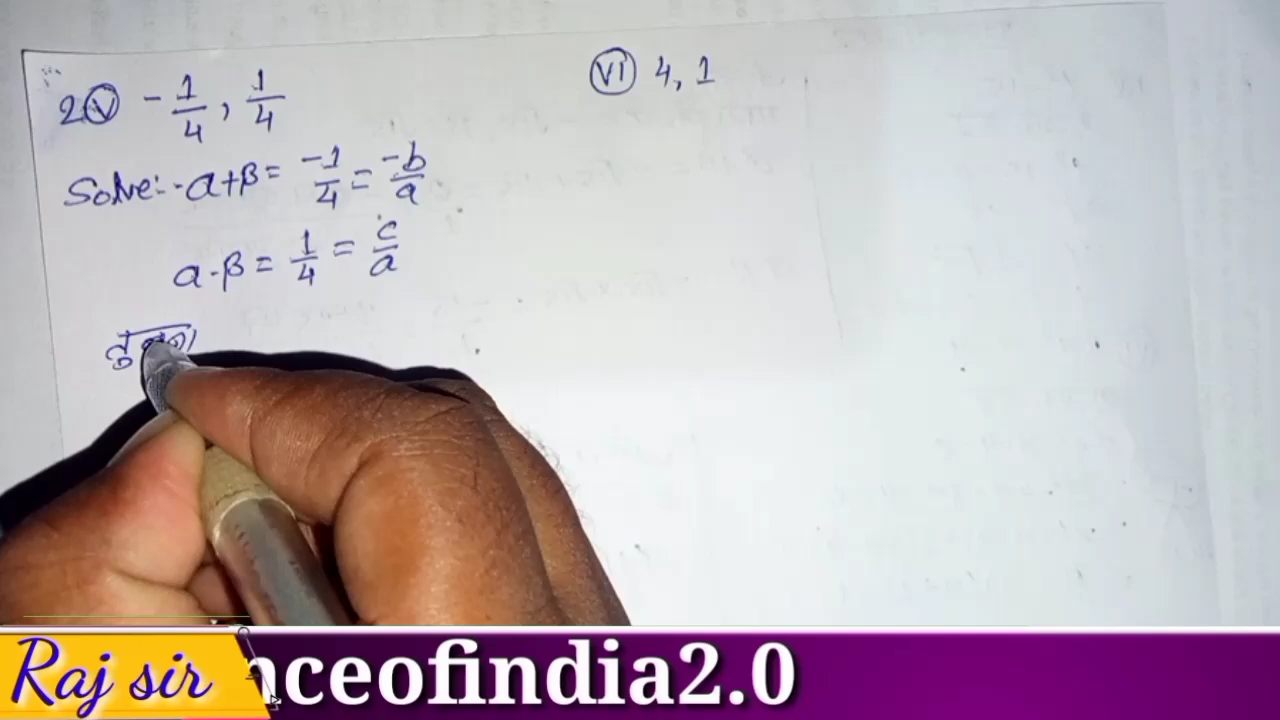 2(V) -1/4, 1/4
Solve:- α+β = -1/4 = -b/a
α·β = 1/4 = c/a
(VI) 4, 1
Raj sir
nceofindia2.0